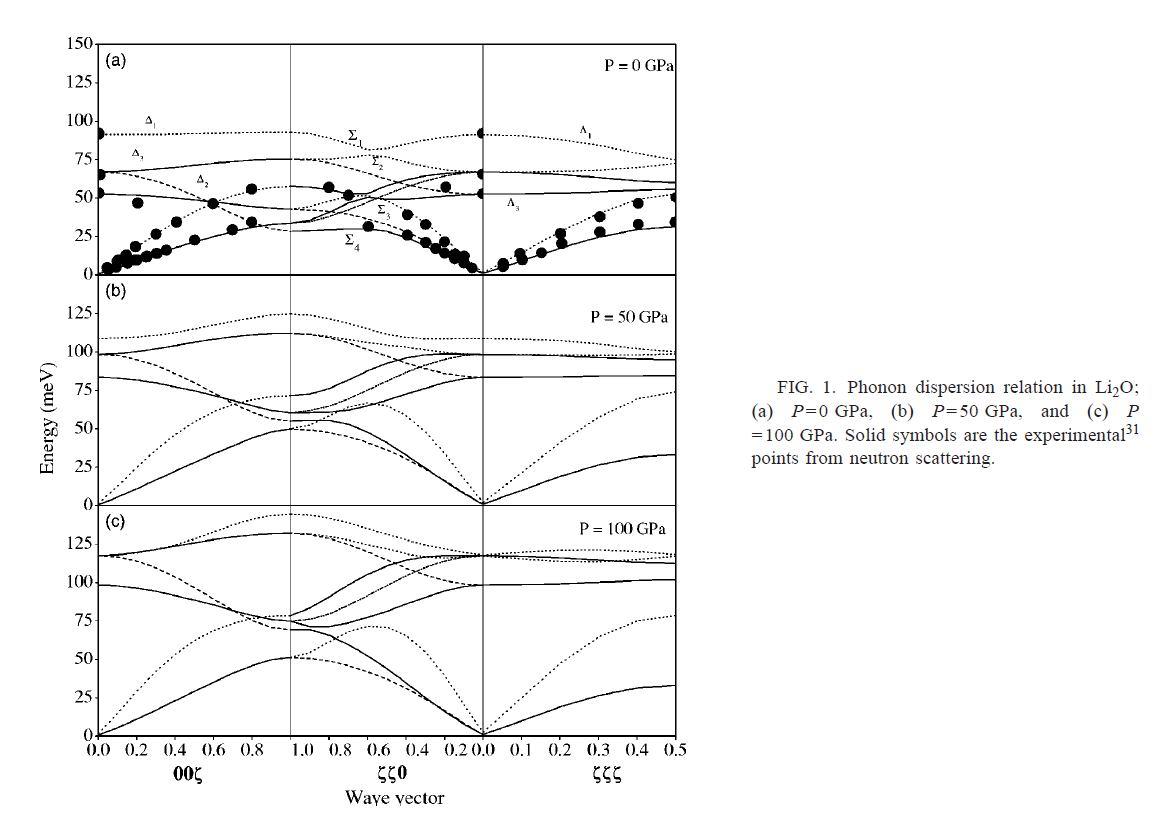 150
(a)
P = 0 GPa
125
100
Δ1
Σ1
Λ1
75
Δ5
Σ2
Δ2
50
Λ3
Σ3
25
Σ4
0
(b)
P = 50 GPa
125
100
75
50
25
0
Energy (meV)
(c)
P = 100 GPa
125
100
75
50
25
0
0.0 0.2 0.4 0.6 0.8 1.0 0.8 0.6 0.4 0.2 0.0 0.1 0.2 0.3 0.4 0.5
00ζ ζζ0 ζζζ
Wave vector
FIG. 1. Phonon dispersion relation in Li2O;
(a) P=0 GPa, (b) P=50 GPa, and (c) P
=100 GPa. Solid symbols are the experimental31
points from neutron scattering.